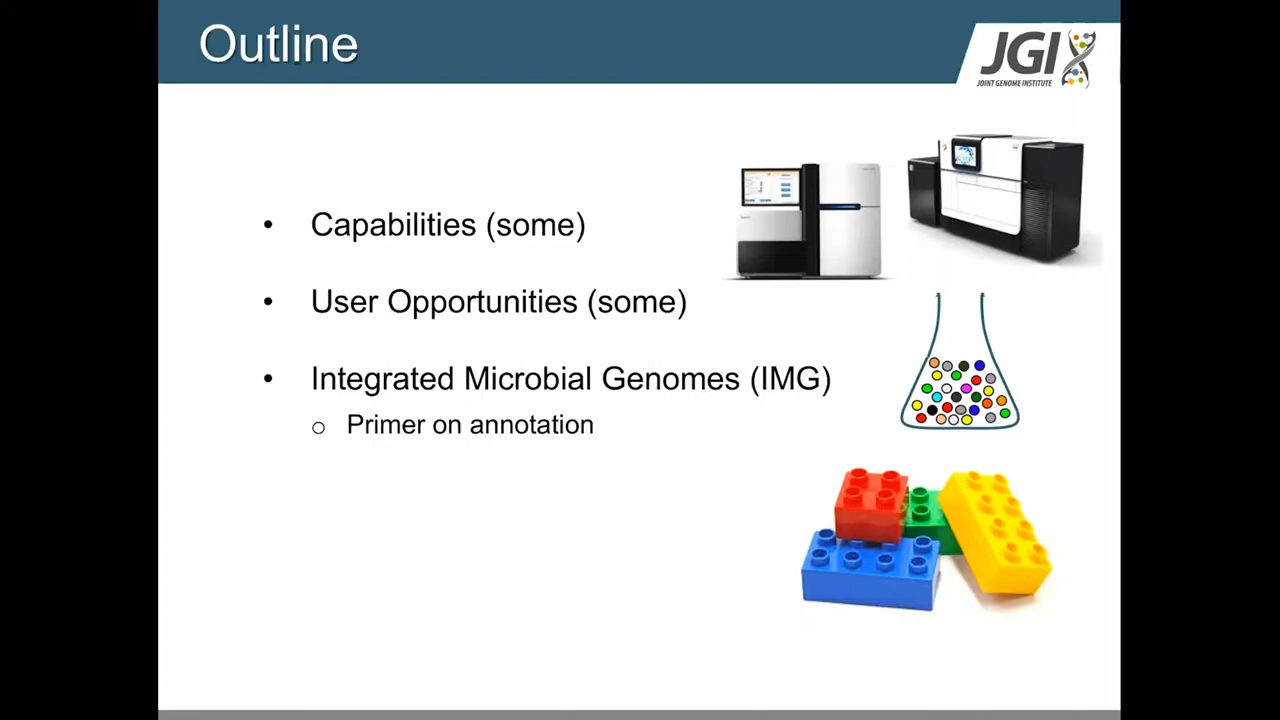 Outline
JGI
JOINT GENOME INSTITUTE
• Capabilities (some)
• User Opportunities (some)
• Integrated Microbial Genomes (IMG)
o Primer on annotation